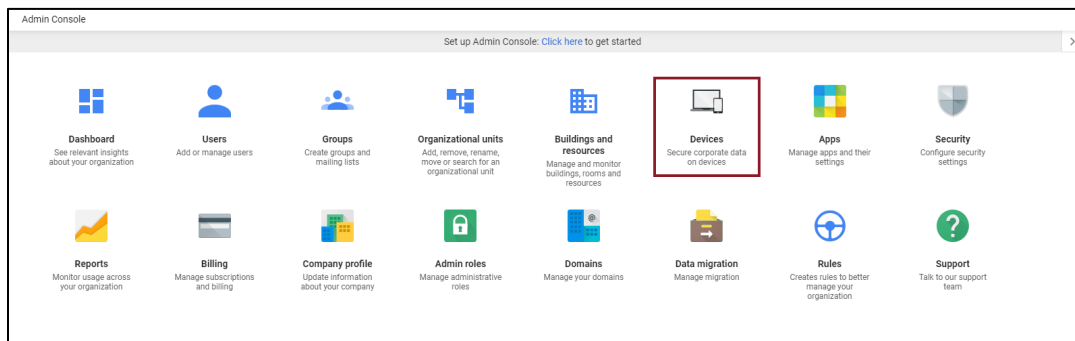 Admin Console
Set up Admin Console: Click here to get started
Dashboard
See relevant insights
about your organization
Users
Add or manage users
Groups
Create groups and
mailing lists
Organizational units
Add, remove, rename,
move or search for an
organizational unit
Buildings and
resources
Manage and monitor
buildings, rooms and
resources
Devices
Secure corporate data
on devices
Apps
Manage apps and their
settings
Security
Configure security
settings
Reports
Monitor usage across
your organization
Billing
Manage subscriptions
and billing
Company profile
Update information
about your company
Admin roles
Manage administrative
roles
Domains
Manage your domains
Data migration
Manage migration
Rules
Creates rules to better
manage your
organization
Support
Talk to our support
team